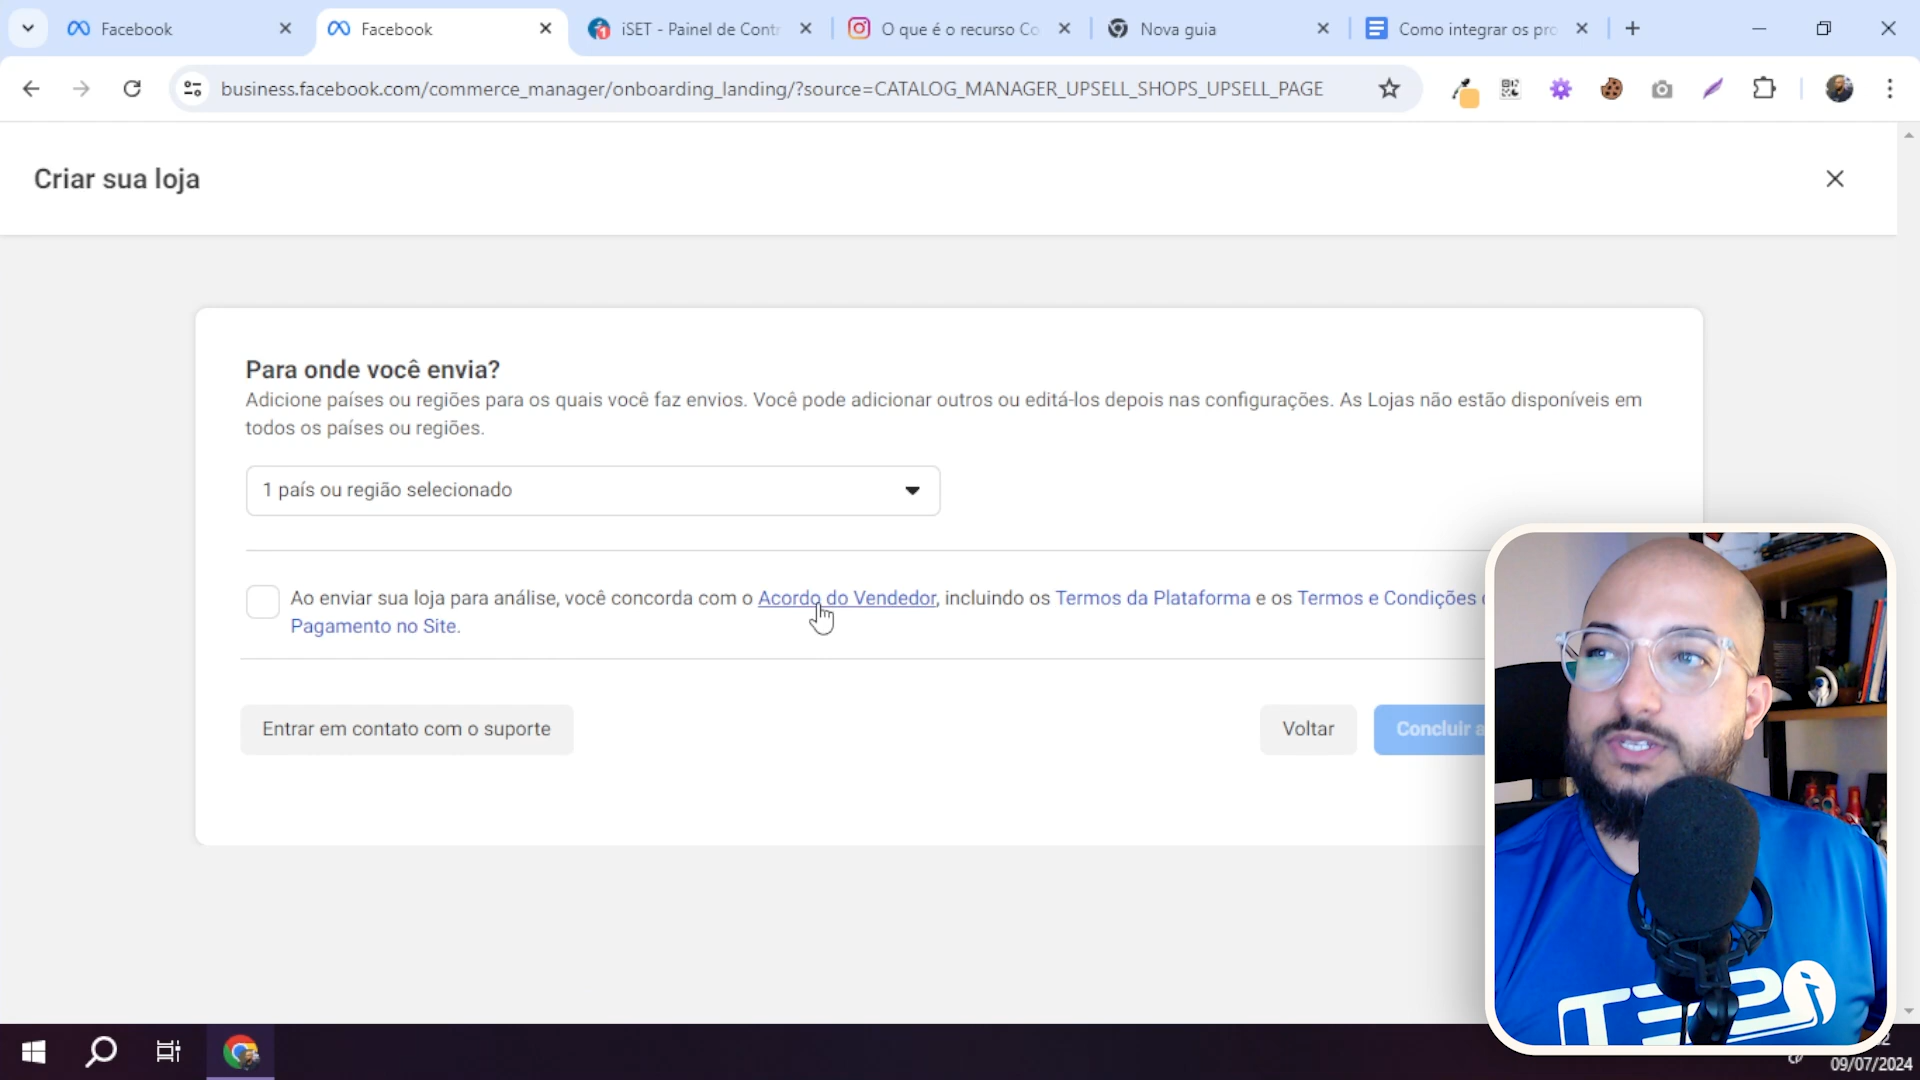 Facebook
Facebook
iSET - Painel de Contr
O que é o recurso Co
Nova guia
Como integrar os pro
business.facebook.com/commerce_manager/onboarding_landing/?source=CATALOG_MANAGER_UPSELL_SHOPS_UPSELL_PAGE
Criar sua loja
Para onde você envia?
Adicione países ou regiões para os quais você faz envios. Você pode adicionar outros ou editá-los depois nas configurações. As Lojas não estão disponíveis em
todos os países ou regiões.
1 país ou região selecionado
Ao enviar sua loja para análise, você concorda com o Acordo do Vendedor, incluindo os Termos da Plataforma e os Termos e Condições
Pagamento no Site.
Entrar em contato com o suporte
Voltar
Concluir a
09/07/2024